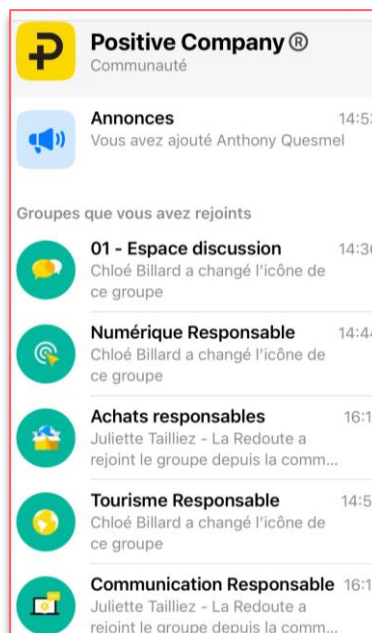 Positive Company ®
Communauté
Annonces 14:53
Vous avez ajouté Anthony Quesmel
Groupes que vous avez rejoints
01 - Espace discussion 14:36
Chloé Billard a changé l'icône de
ce groupe
Numérique Responsable 14:44
Chloé Billard a changé l'icône de
ce groupe
Achats responsables 16:1
Juliette Tailliez - La Redoute a
rejoint le groupe depuis la comm...
Tourisme Responsable 14:5
Chloé Billard a changé l'icône de
ce groupe
Communication Responsable 16:1
Juliette Tailliez - La Redoute a
rejoint le groupe depuis la comm...